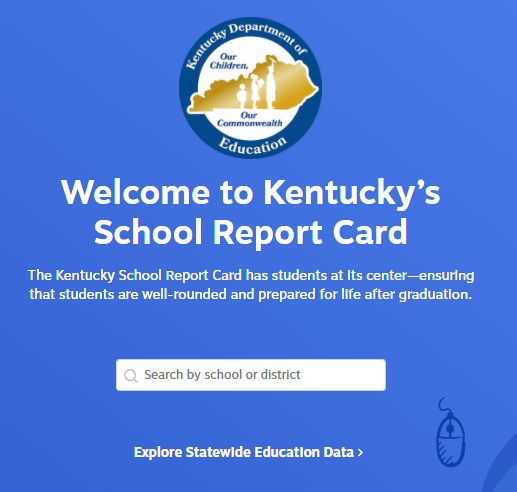 Kentucky Department of
Our
Children,
Our
Commonwealth
Education
Welcome to Kentucky’s
School Report Card
The Kentucky School Report Card has students at its center—ensuring
that students are well-rounded and prepared for life after graduation.
Search by school or district
Explore Statewide Education Data ›